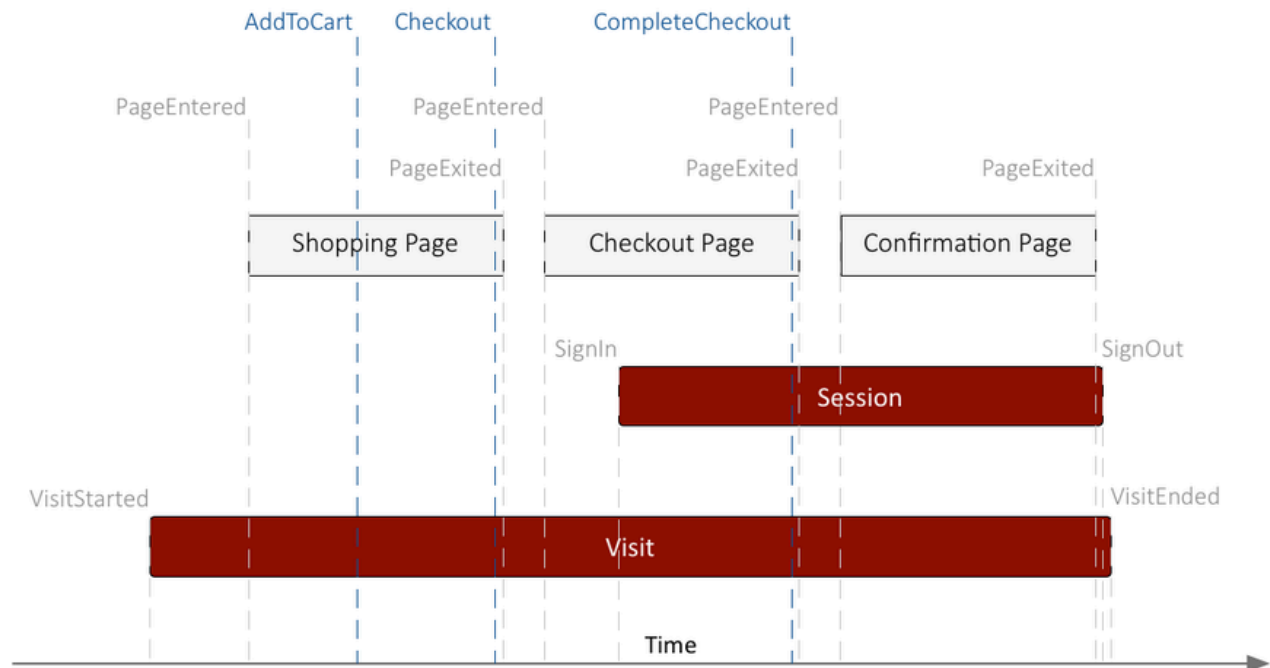 AddToCart
Checkout
CompleteCheckout
PageEntered
PageEntered
PageEntered
PageExited
PageExited
PageExited
Shopping Page
Checkout Page
Confirmation Page
SignIn
SignOut
Session
VisitStarted
VisitEnded
Visit
Time